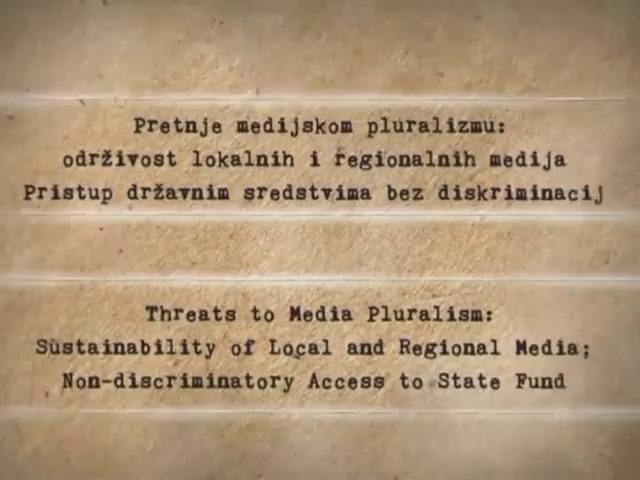 Pretnje medijskom pluralizmu:
održivost lokalnih i regionalnih medija
Pristup državnim sredstvima bez diskriminacij
Threats to Media Pluralism:
Sustainability of Local and Regional Media;
Non-discriminatory Access to State Fund